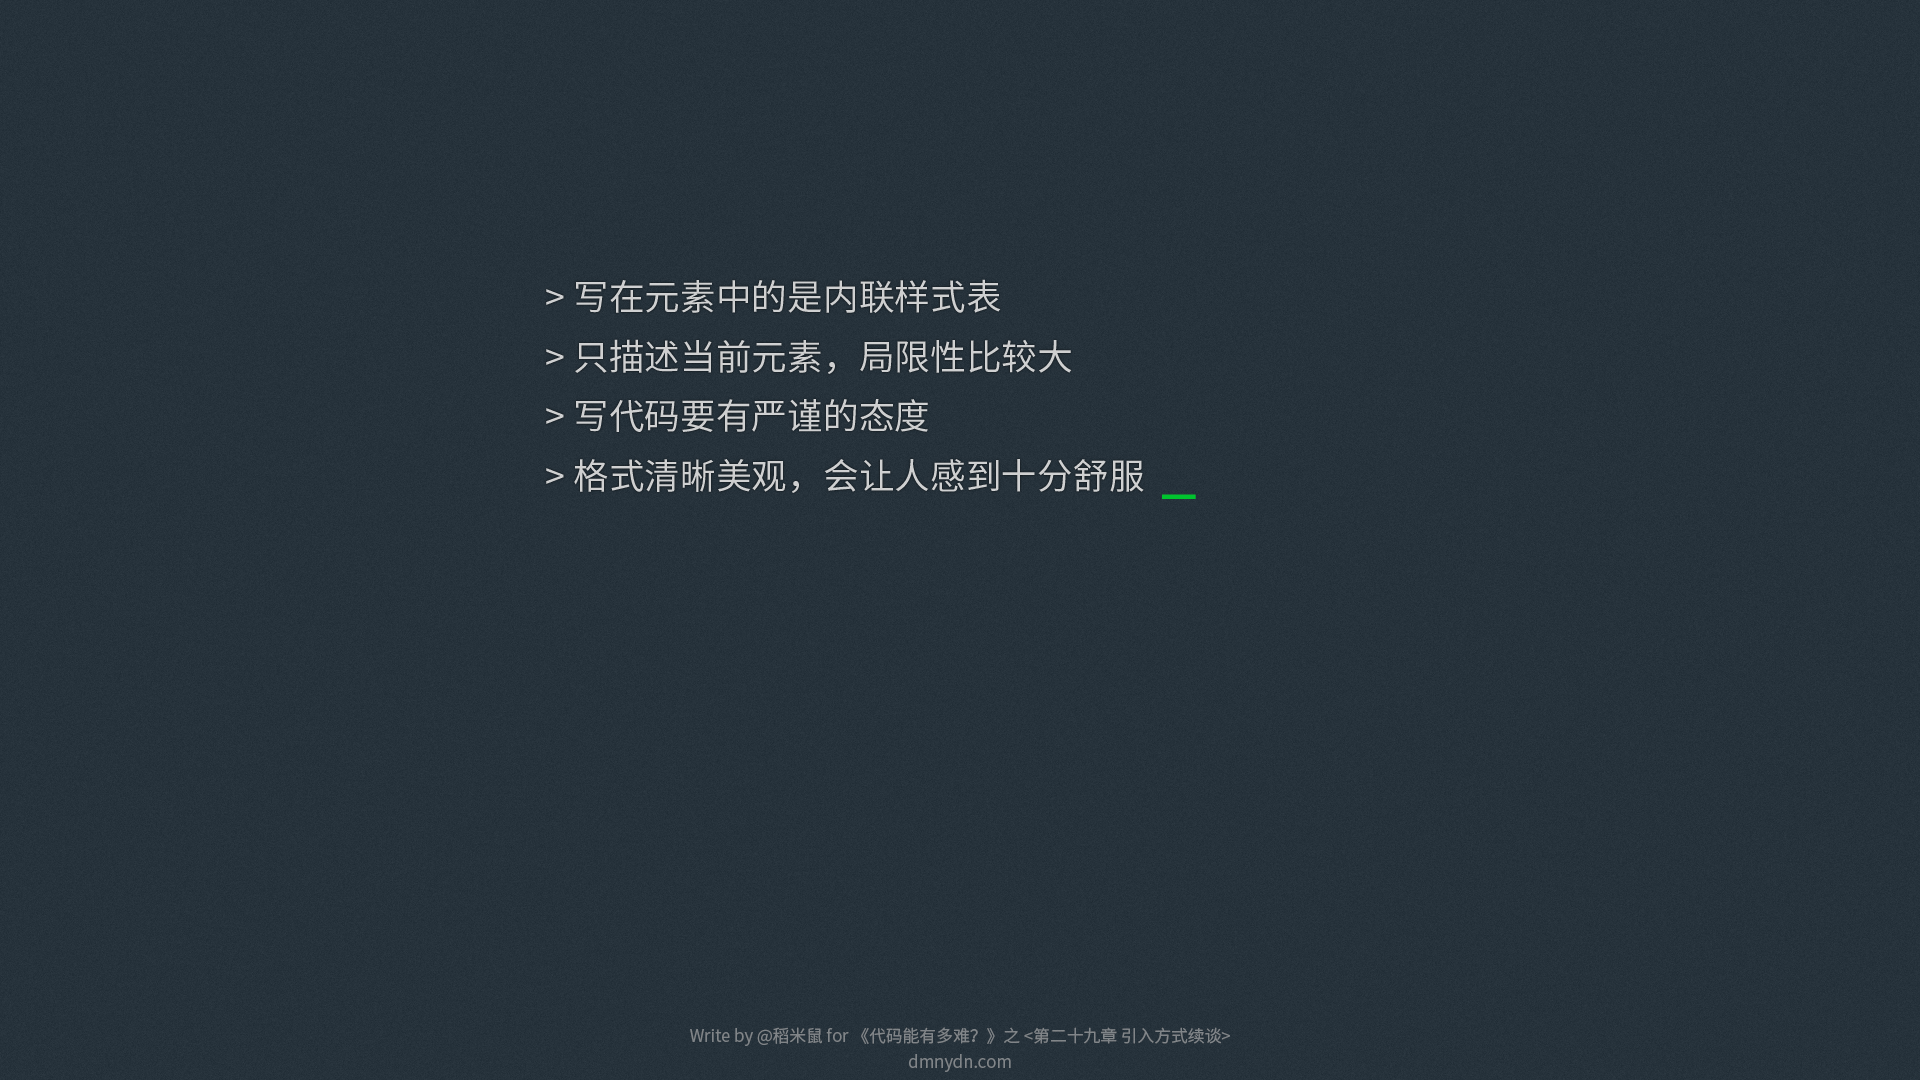 > 写在元素中的是内联样式表
> 只描述当前元素，局限性比较大
> 写代码要有严谨的态度
> 格式清晰美观，会让人感到十分舒服 _
Write by @稻米鼠 for 《代码能有多难？》之 <第二十九章 引入方式续谈>
dmnydn.com